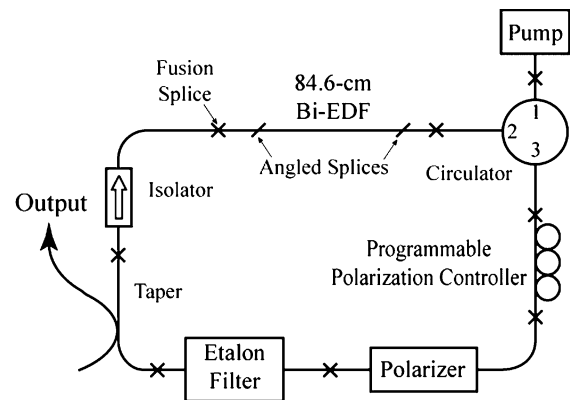 Pump
Fusion
Splice
84.6-cm
Bi-EDF
1
2
3
Angled Splices
Circulator
Isolator
Output
Programmable
Polarization Controller
Taper
Etalon
Filter
Polarizer